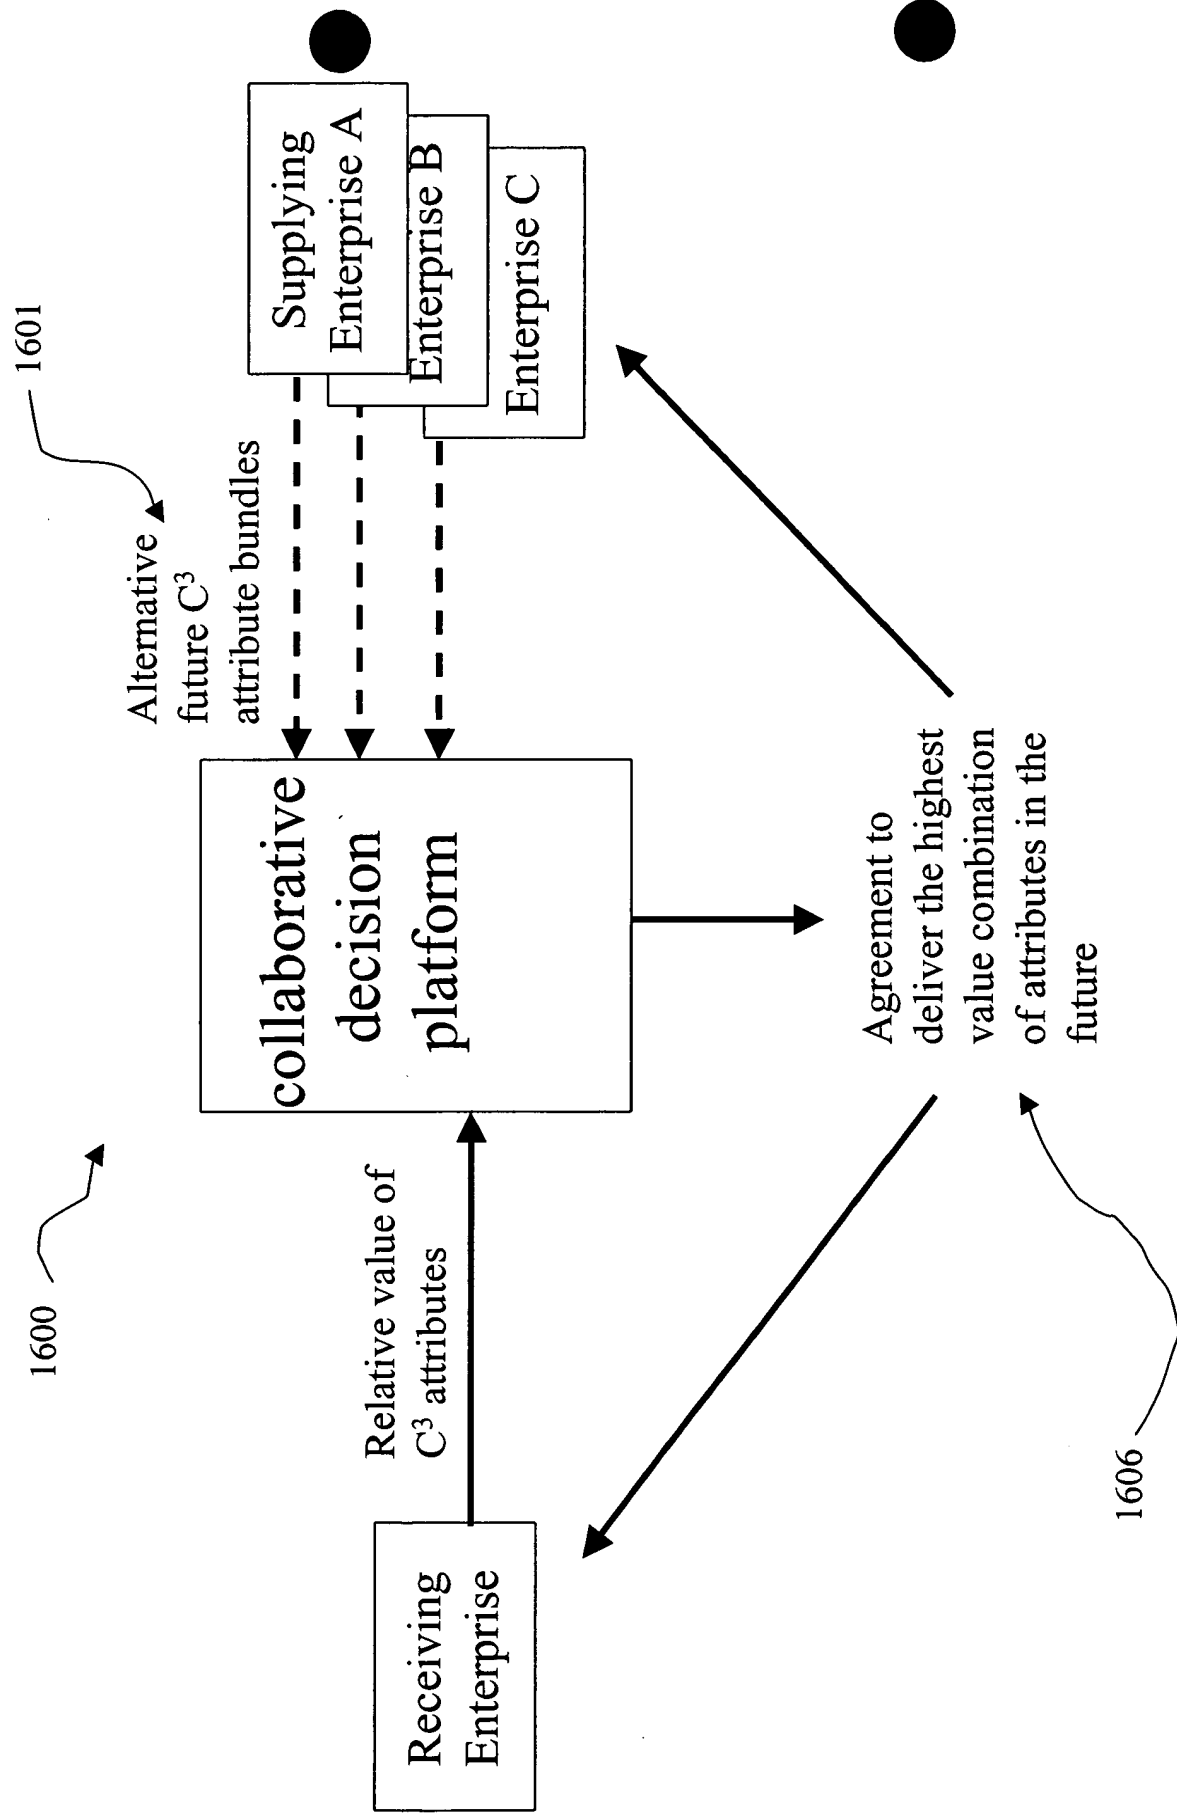 1600
1601
Alternative
future C³
attribute bundles
Relative value of
C³ attributes
Receiving
Enterprise
collaborative
decision
platform
Supplying
Enterprise A
Enterprise B
Enterprise C
Agreement to
deliver the highest
value combination
of attributes in the
future
1606